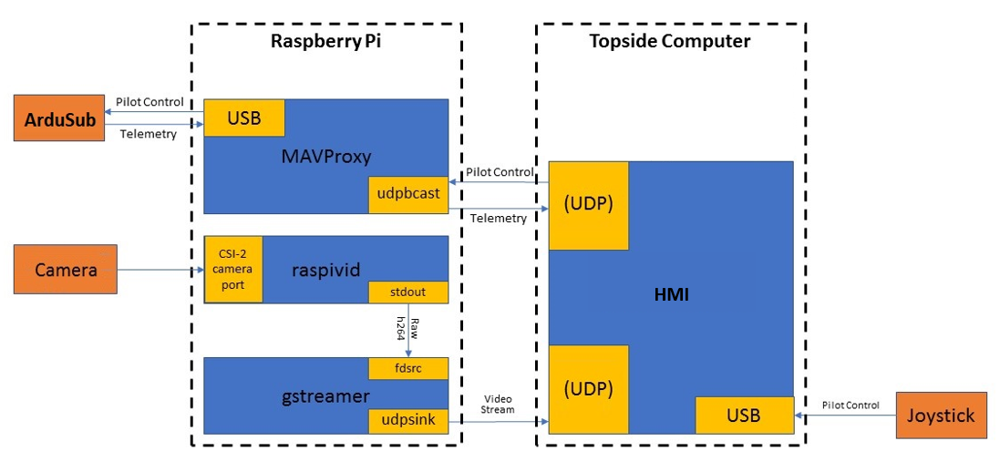 Raspberry Pi
Topside Computer
ArduSub
Pilot Control
Telemetry
USB
MAVProxy
udpbcast
Pilot Control
Telemetry
(UDP)
Camera
CSI-2
camera
port
raspivid
stdout
Raw
h264
HMI
fdsrc
gstreamer
udpsink
Video
Stream
(UDP)
USB
Pilot Control
Joystick